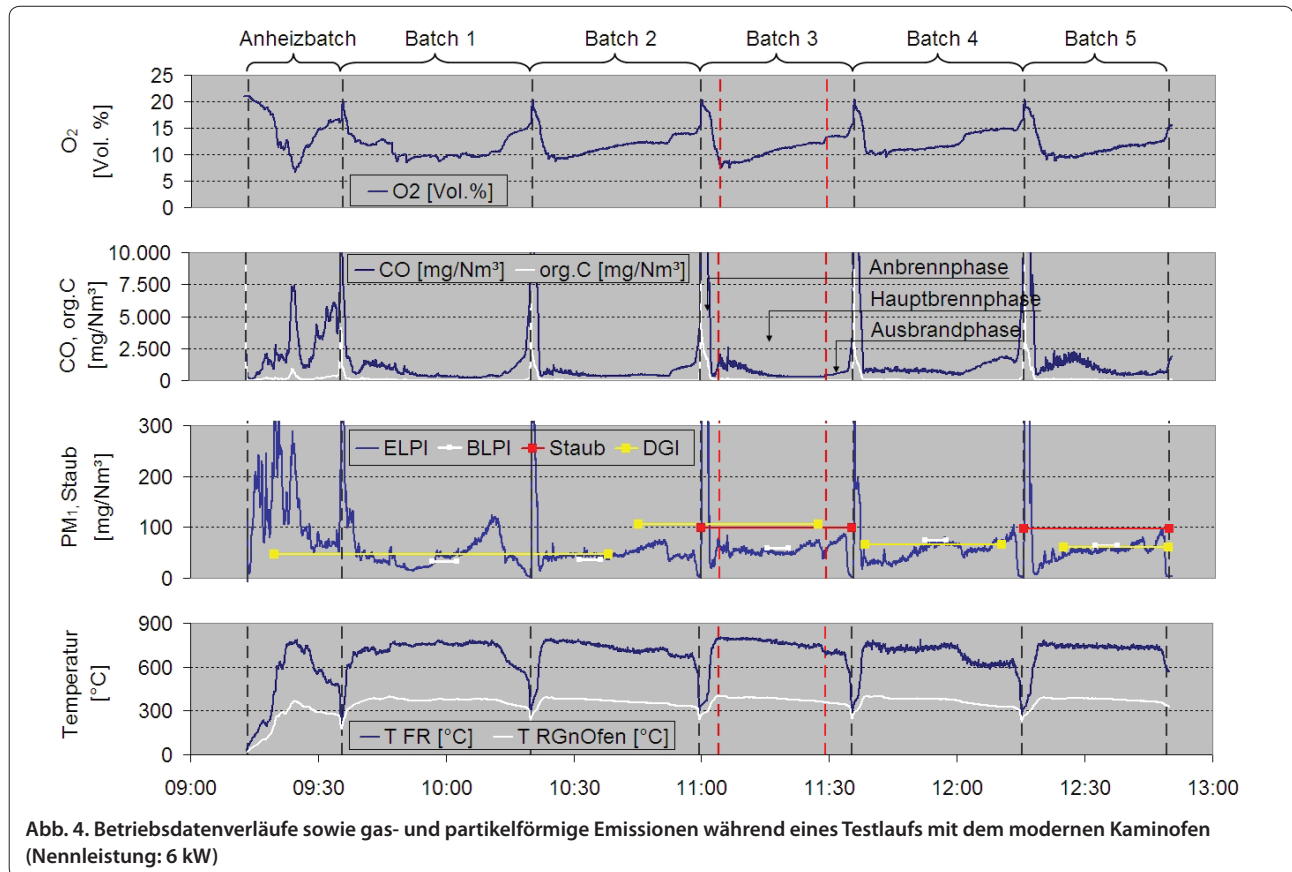 Anheizbatch Batch 1 Batch 2 Batch 3 Batch 4 Batch 5
O₂
[Vol. %]
25
20
15
10
5
0
O2 [Vol.%]
CO, org.C
[mg/Nm³]
10.000
7.500
5.000
2.500
0
CO [mg/Nm³] org.C [mg/Nm³]
Anbrennphase
Hauptbrennphase
Ausbrandphase
PM₁,Staub
[mg/Nm³]
300
200
100
0
ELPI BLPI Staub DGI
Temperatur
[°C]
900
600
300
0
T FR [°C] T RGnOfen [°C]
09:00 09:30 10:00 10:30 11:00 11:30 12:00 12:30 13:00
Abb. 4. Betriebsdatenverläufe sowie gas- und partikelförmige Emissionen während eines Testlaufs mit dem modernen Kaminofen
(Nennleistung: 6 kW)